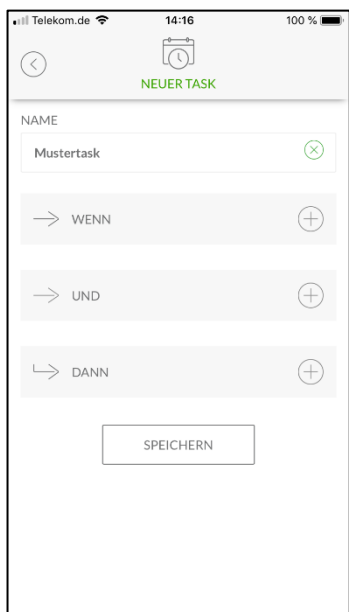 Telekom.de 14:16 100 %
NEUER TASK
NAME
Mustertask
WENN
UND
DANN
SPEICHERN